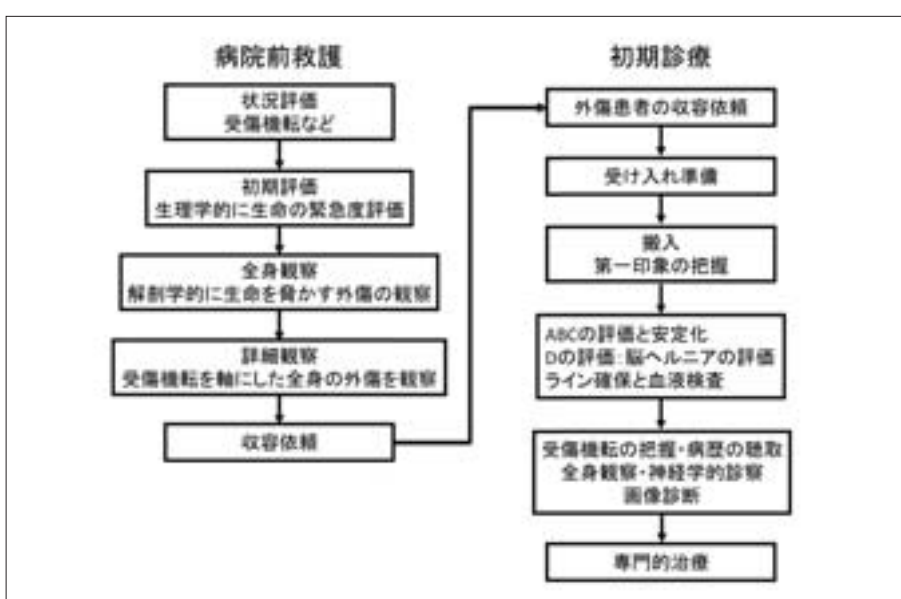 病院前救護
状況評価
受傷機転など
初期評価
生理学的に生命の緊急度評価
全身観察
解剖学的に生命を脅かす外傷の観察
詳細観察
受傷機転を軸にした全身の外傷を観察
収容依頼
初期診療
外傷患者の収容依頼
受け入れ準備
搬入
第一印象の把握
ABCの評価と安定化
Dの評価:脳ヘルニアの評価
ライン確保と血液検査
受傷機転の把握・病歴の聴取
全身観察・神経学的診察
画像診断
専門的治療